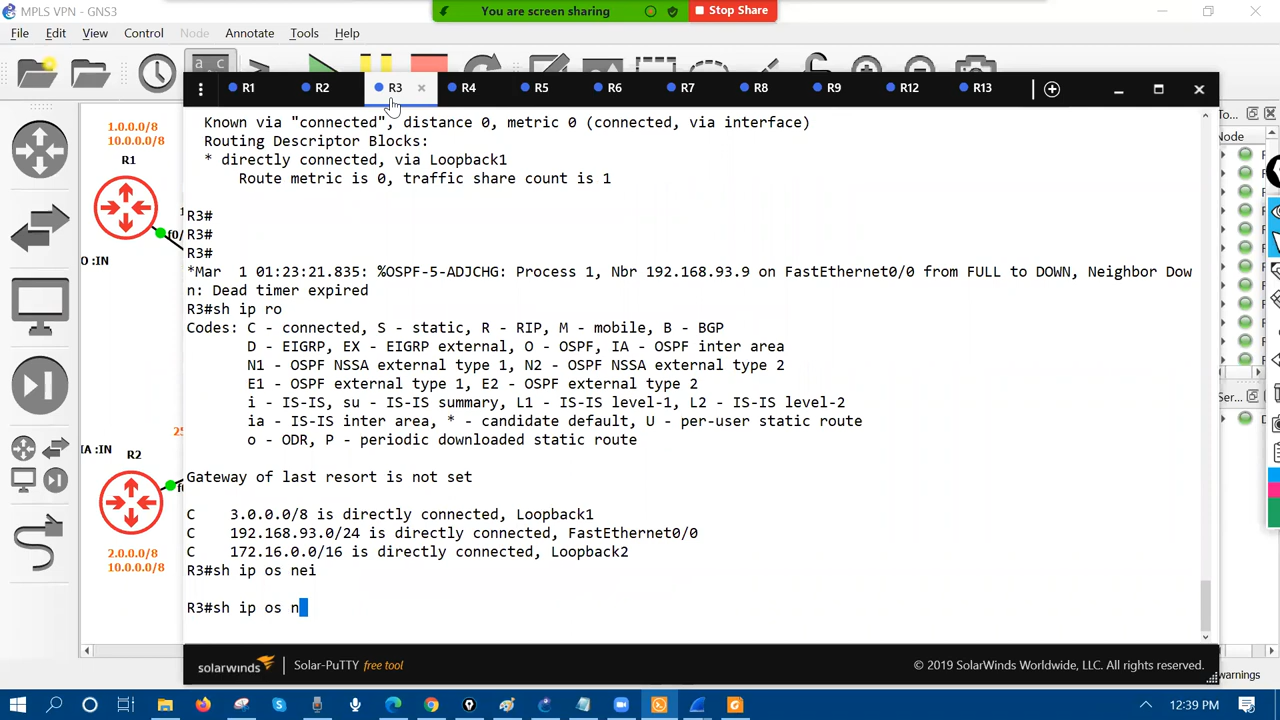 MPLS VPN - GNS3
You are screen sharing
Stop Share
File Edit View Control Node Annotate Tools Help
a c
R1 R2 R3 R4 R5 R6 R7 R8 R9 R12 R13
Known via "connected", distance 0, metric 0 (connected, via interface)
Routing Descriptor Blocks:
* directly connected, via Loopback1
Route metric is 0, traffic share count is 1
R3#
R3#
R3#
*Mar  1 01:23:21.835: %OSPF-5-ADJCHG: Process 1, Nbr 192.168.93.9 on FastEthernet0/0 from FULL to DOWN, Neighbor Dow
n: Dead timer expired
R3#sh ip ro
Codes: C - connected, S - static, R - RIP, M - mobile, B - BGP
D - EIGRP, EX - EIGRP external, O - OSPF, IA - OSPF inter area
N1 - OSPF NSSA external type 1, N2 - OSPF NSSA external type 2
E1 - OSPF external type 1, E2 - OSPF external type 2
i - IS-IS, su - IS-IS summary, L1 - IS-IS level-1, L2 - IS-IS level-2
ia - IS-IS inter area, * - candidate default, U - per-user static route
o - ODR, P - periodic downloaded static route
Gateway of last resort is not set
C    3.0.0.0/8 is directly connected, Loopback1
C    192.168.93.0/24 is directly connected, FastEthernet0/0
C    172.16.0.0/16 is directly connected, Loopback2
R3#sh ip os nei
R3#sh ip os n
1.0.0.0/8
10.0.0.0/8
R1
f0/
O :IN
IA :IN
R2
2.0.0.0/8
10.0.0.0/8
To...
Node
Ser...
warnings
solarwinds
Solar-PuTTY free tool
© 2019 SolarWinds Worldwide, LLC. All rights reserved.
12:39 PM